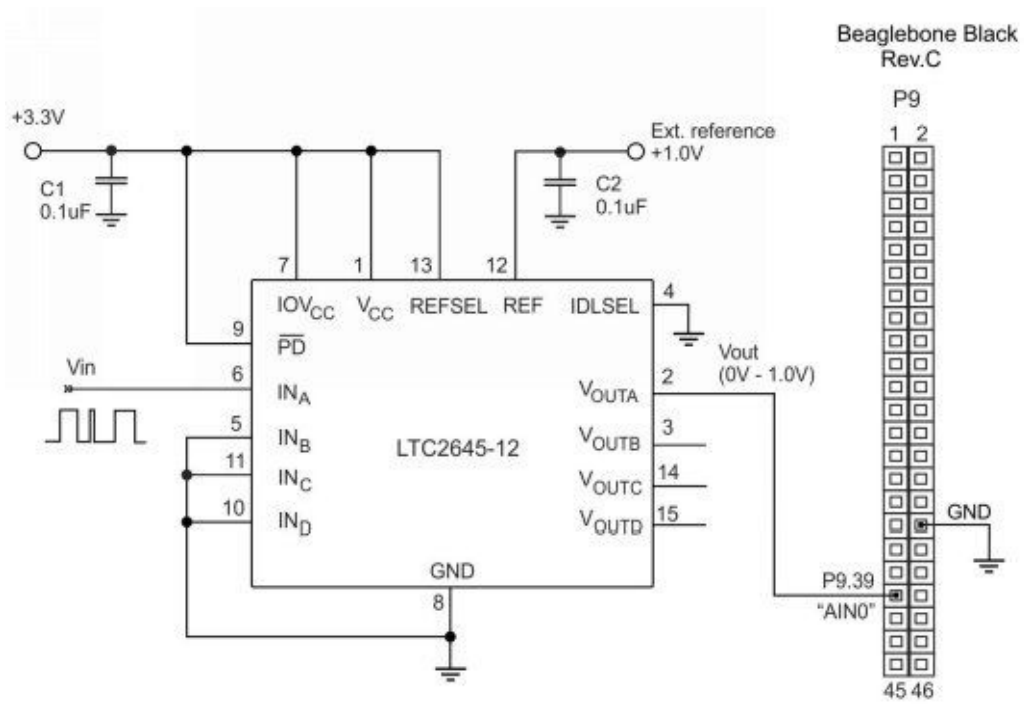 Beaglebone Black
Rev.C
P9
1 2
+3.3V
C1
0.1uF
Ext. reference
+1.0V
C2
0.1uF
7
1
13
12
IOVCC
VCC
REFSEL
REF
IDLSEL
4
9
PD
Vin
6
INA
5
INB
11
INC
10
IND
LTC2645-12
Vout
(0V - 1.0V)
2
VOUTA
3
VOUTB
14
VOUTC
15
VOUTD
GND
8
GND
P9.39
"AIN0"
45 46